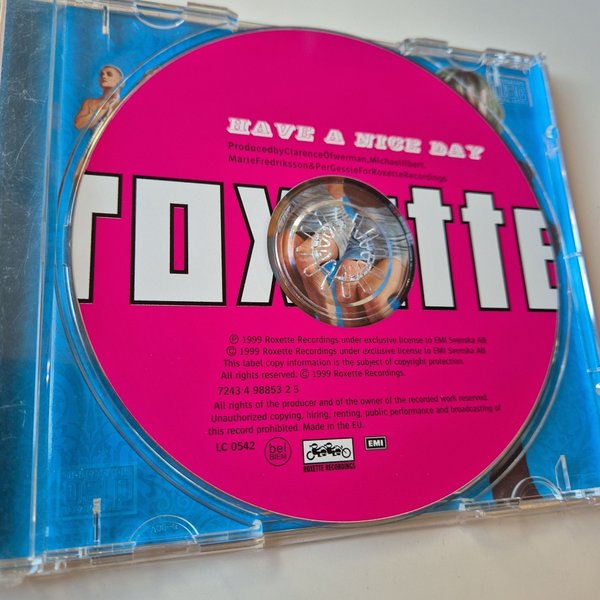 HAVE A NICE DAY
ProducedbyClarenceÖfwerman,MichaelIlbert,
MarieFredriksson&PerGessleForRoxetteRecordings
roxette
Ⓟ 1999 Roxette Recordings under exclusive license to EMI Svenska AB
© 1999 Roxette Recordings under exclusive license to EMI Svenska AB
This label copy information is the subject of copyright protection.
All rights reserved. © 1999 Roxette Recordings.
7243 4 98853 2 5
All rights of the producer and of the owner of the recorded work reserved.
Unauthorized copying, hiring, renting, public performance and broadcasting of
this record prohibited. Made in the EU.
LC 0542
bel
BIEM
ROXETTE RECORDINGS
EMI